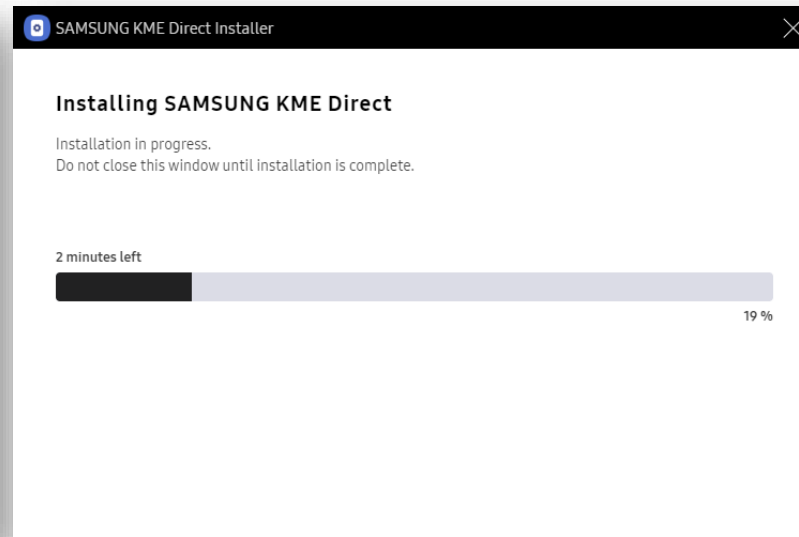 SAMSUNG KME Direct Installer
Installing SAMSUNG KME Direct
Installation in progress.
Do not close this window until installation is complete.
2 minutes left
19 %